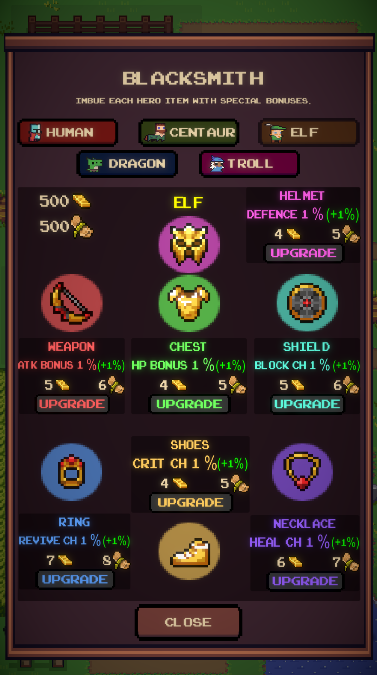 BLACKSMITH
IMBUE EACH HERO ITEM WITH SPECIAL BONUSES.
HUMAN
CENTAUR
ELF
DRAGON
TROLL
500
500
ELF
HELMET
DEFENCE 1 % (+1%)
4 5
UPGRADE
WEAPON
ATK BONUS 1 % (+1%)
5 6
UPGRADE
CHEST
HP BONUS 1 % (+1%)
4 5
UPGRADE
SHIELD
BLOCK CH 1 % (+1%)
5 6
UPGRADE
SHOES
CRIT CH 1 % (+1%)
4 5
UPGRADE
RING
REVIVE CH 1 % (+1%)
7 8
UPGRADE
NECKLACE
HEAL CH 1 % (+1%)
6 7
UPGRADE
CLOSE